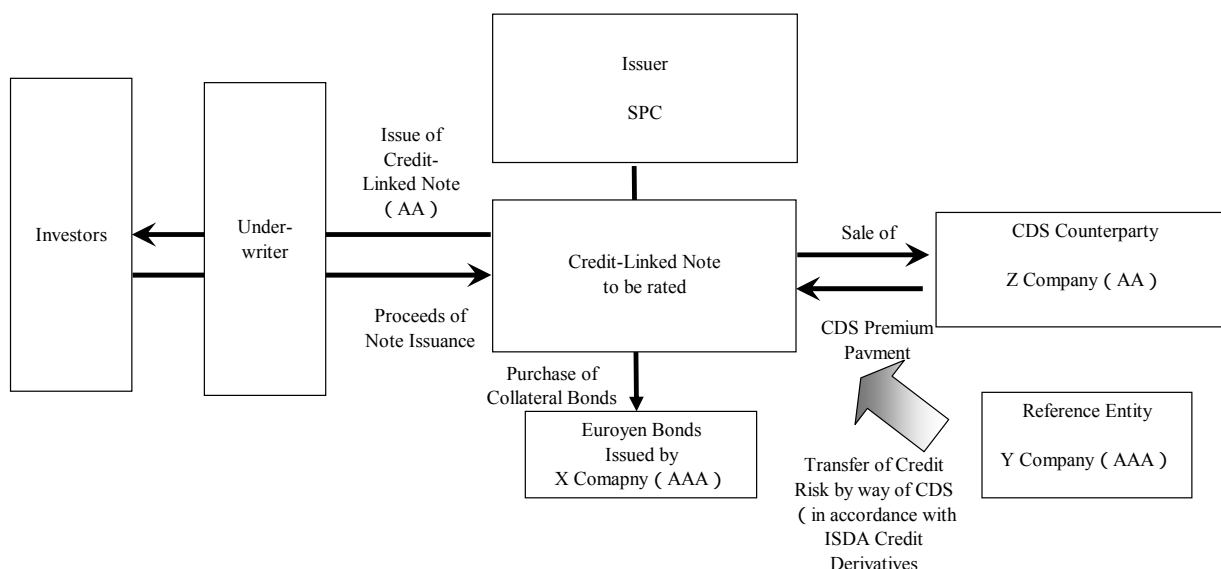 Issuer
SPC
Investors
Under-
writer
Issue of
Credit-
Linked Note
( AA )
Proceeds of
Note Issuance
Credit-Linked Note
to be rated
Sale of
CDS Premium
Payment
CDS Counterparty
Z Company ( AA )
Purchase of
Collateral Bonds
Euroyen Bonds
Issued by
X Comapny ( AAA )
Reference Entity
Y Company ( AAA )
Transfer of Credit
Risk by way of CDS
( in accordance with
ISDA Credit
Derivatives